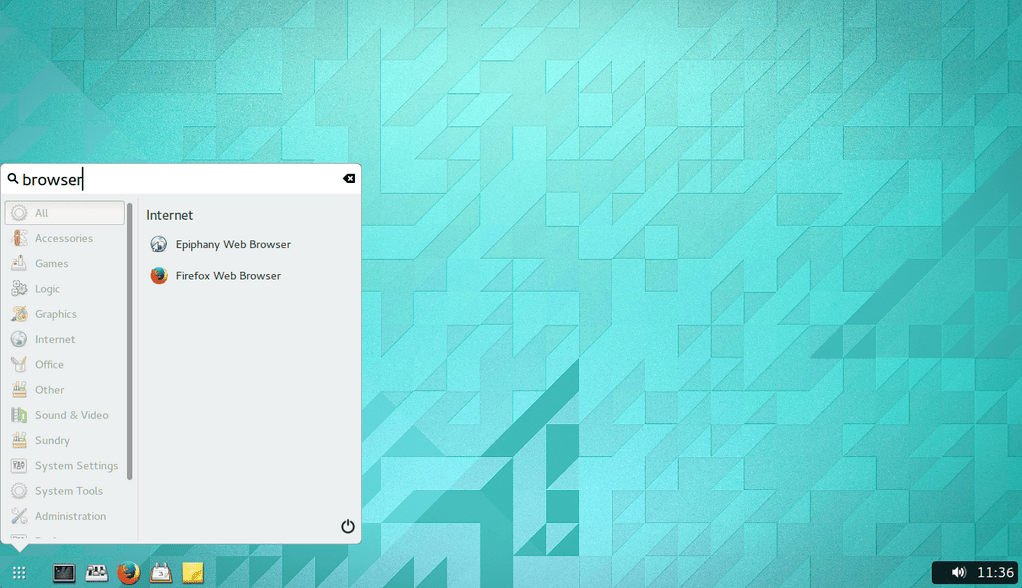 browser
All
Accessories
Games
Logic
Graphics
Internet
Office
Other
Sound & Video
Sundry
System Settings
System Tools
Administration
Internet
Epiphany Web Browser
Firefox Web Browser
3
11:36